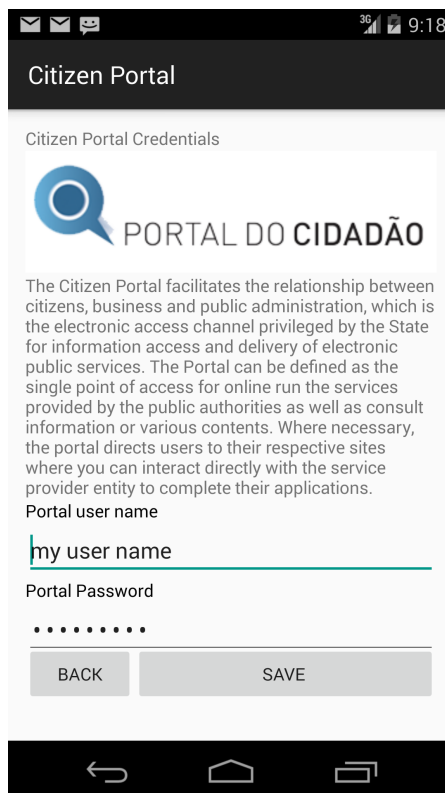 3G 9:18
Citizen Portal
Citizen Portal Credentials
PORTAL DO CIDADÃO
The Citizen Portal facilitates the relationship between
citizens, business and public administration, which is
the electronic access channel privileged by the State
for information access and delivery of electronic
public services. The Portal can be defined as the
single point of access for online run the services
provided by the public authorities as well as consult
information or various contents. Where necessary,
the portal directs users to their respective sites
where you can interact directly with the service
provider entity to complete their applications.
Portal user name
my user name
Portal Password
•••••••••
BACK SAVE